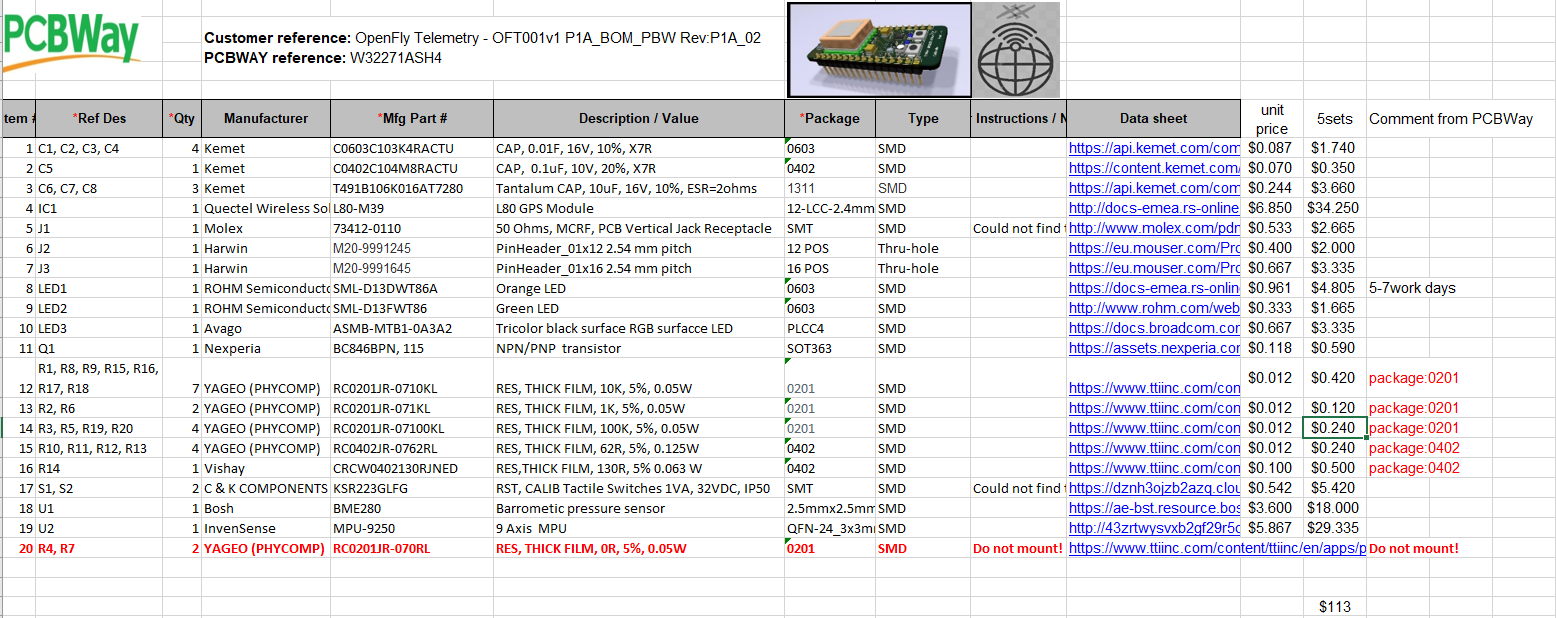 PCBWay
Customer reference: OpenFly Telemetry - OFT001v1 P1A_BOM_PBW Rev:P1A_02
PCBWAY reference: W32271ASH4
tem # *Ref Des *Qty Manufacturer *Mfg Part # Description / Value *Package Type Instructions / N Data sheet unit price 5sets Comment from PCBWay
1 C1, C2, C3, C4 4 Kemet C0603C103K4RACTU CAP, 0.01F, 16V, 10%, X7R 0603 SMD https://api.kemet.com/com $0.087 $1.740
2 C5 1 Kemet C0402C104M8RACTU CAP, 0.1uF, 10V, 20%, X7R 0402 SMD https://content.kemet.com/ $0.070 $0.350
3 C6, C7, C8 3 Kemet T491B106K016AT7280 Tantalum CAP, 10uF, 16V, 10%, ESR=2ohms 1311 SMD https://api.kemet.com/com $0.244 $3.660
4 IC1 1 Quectel Wireless Sol L80-M39 L80 GPS Module 12-LCC-2.4mm SMD http://docs-emea.rs-online $6.850 $34.250
5 J1 1 Molex 73412-0110 50 Ohms, MCRF, PCB Vertical Jack Receptacle SMT SMD Could not find t http://www.molex.com/pdn $0.533 $2.665
6 J2 1 Harwin M20-9991245 PinHeader_01x12 2.54 mm pitch 12 POS Thru-hole https://eu.mouser.com/Pro $0.400 $2.000
7 J3 1 Harwin M20-9991645 PinHeader_01x16 2.54 mm pitch 16 POS Thru-hole https://eu.mouser.com/Pro $0.667 $3.335
8 LED1 1 ROHM Semiconducto SML-D13DWT86A Orange LED 0603 SMD https://docs-emea.rs-onlin $0.961 $4.805 5-7work days
9 LED2 1 ROHM Semiconducto SML-D13FWT86 Green LED 0603 SMD http://www.rohm.com/web $0.333 $1.665
10 LED3 1 Avago ASMB-MTB1-0A3A2 Tricolor black surface RGB surfacce LED PLCC4 SMD https://docs.broadcom.com $0.667 $3.335
11 Q1 1 Nexperia BC846BPN, 115 NPN/PNP transistor SOT363 SMD https://assets.nexperia.cor $0.118 $0.590
R1, R8, R9, R15, R16,
12 R17, R18 7 YAGEO (PHYCOMP) RC0201JR-0710KL RES, THICK FILM, 10K, 5%, 0.05W 0201 SMD https://www.ttiinc.com/con $0.012 $0.420 package:0201
13 R2, R6 2 YAGEO (PHYCOMP) RC0201JR-071KL RES, THICK FILM, 1K, 5%, 0.05W 0201 SMD https://www.ttiinc.com/con $0.012 $0.120 package:0201
14 R3, R5, R19, R20 4 YAGEO (PHYCOMP) RC0201JR-07100KL RES, THICK FILM, 100K, 5%, 0.05W 0201 SMD https://www.ttiinc.com/con $0.012 $0.240 package:0201
15 R10, R11, R12, R13 4 YAGEO (PHYCOMP) RC0402JR-0762RL RES, THICK FILM, 62R, 5%, 0.125W 0402 SMD https://www.ttiinc.com/con $0.012 $0.240 package:0402
16 R14 1 Vishay CRCW0402130RJNED RES,THICK FILM, 130R, 5% 0.063 W 0402 SMD https://www.ttiinc.com/con $0.100 $0.500 package:0402
17 S1, S2 2 C & K COMPONENTS KSR223GLFG RST, CALIB Tactile Switches 1VA, 32VDC, IP50 SMT SMD Could not find t https://dznh3ojzb2azq.clou $0.542 $5.420
18 U1 1 Bosh BME280 Barrometic pressure sensor 2.5mmx2.5mm SMD https://ae-bst.resource.bos $3.600 $18.000
19 U2 1 InvenSense MPU-9250 9 Axis MPU QFN-24_3x3mm SMD http://43zrtwysvxb2gf29r5o $5.867 $29.335
20 R4, R7 2 YAGEO (PHYCOMP) RC0201JR-070RL RES, THICK FILM, 0R, 5%, 0.05W 0201 SMD Do not mount! https://www.ttiinc.com/content/ttiinc/en/apps/p Do not mount!
$113